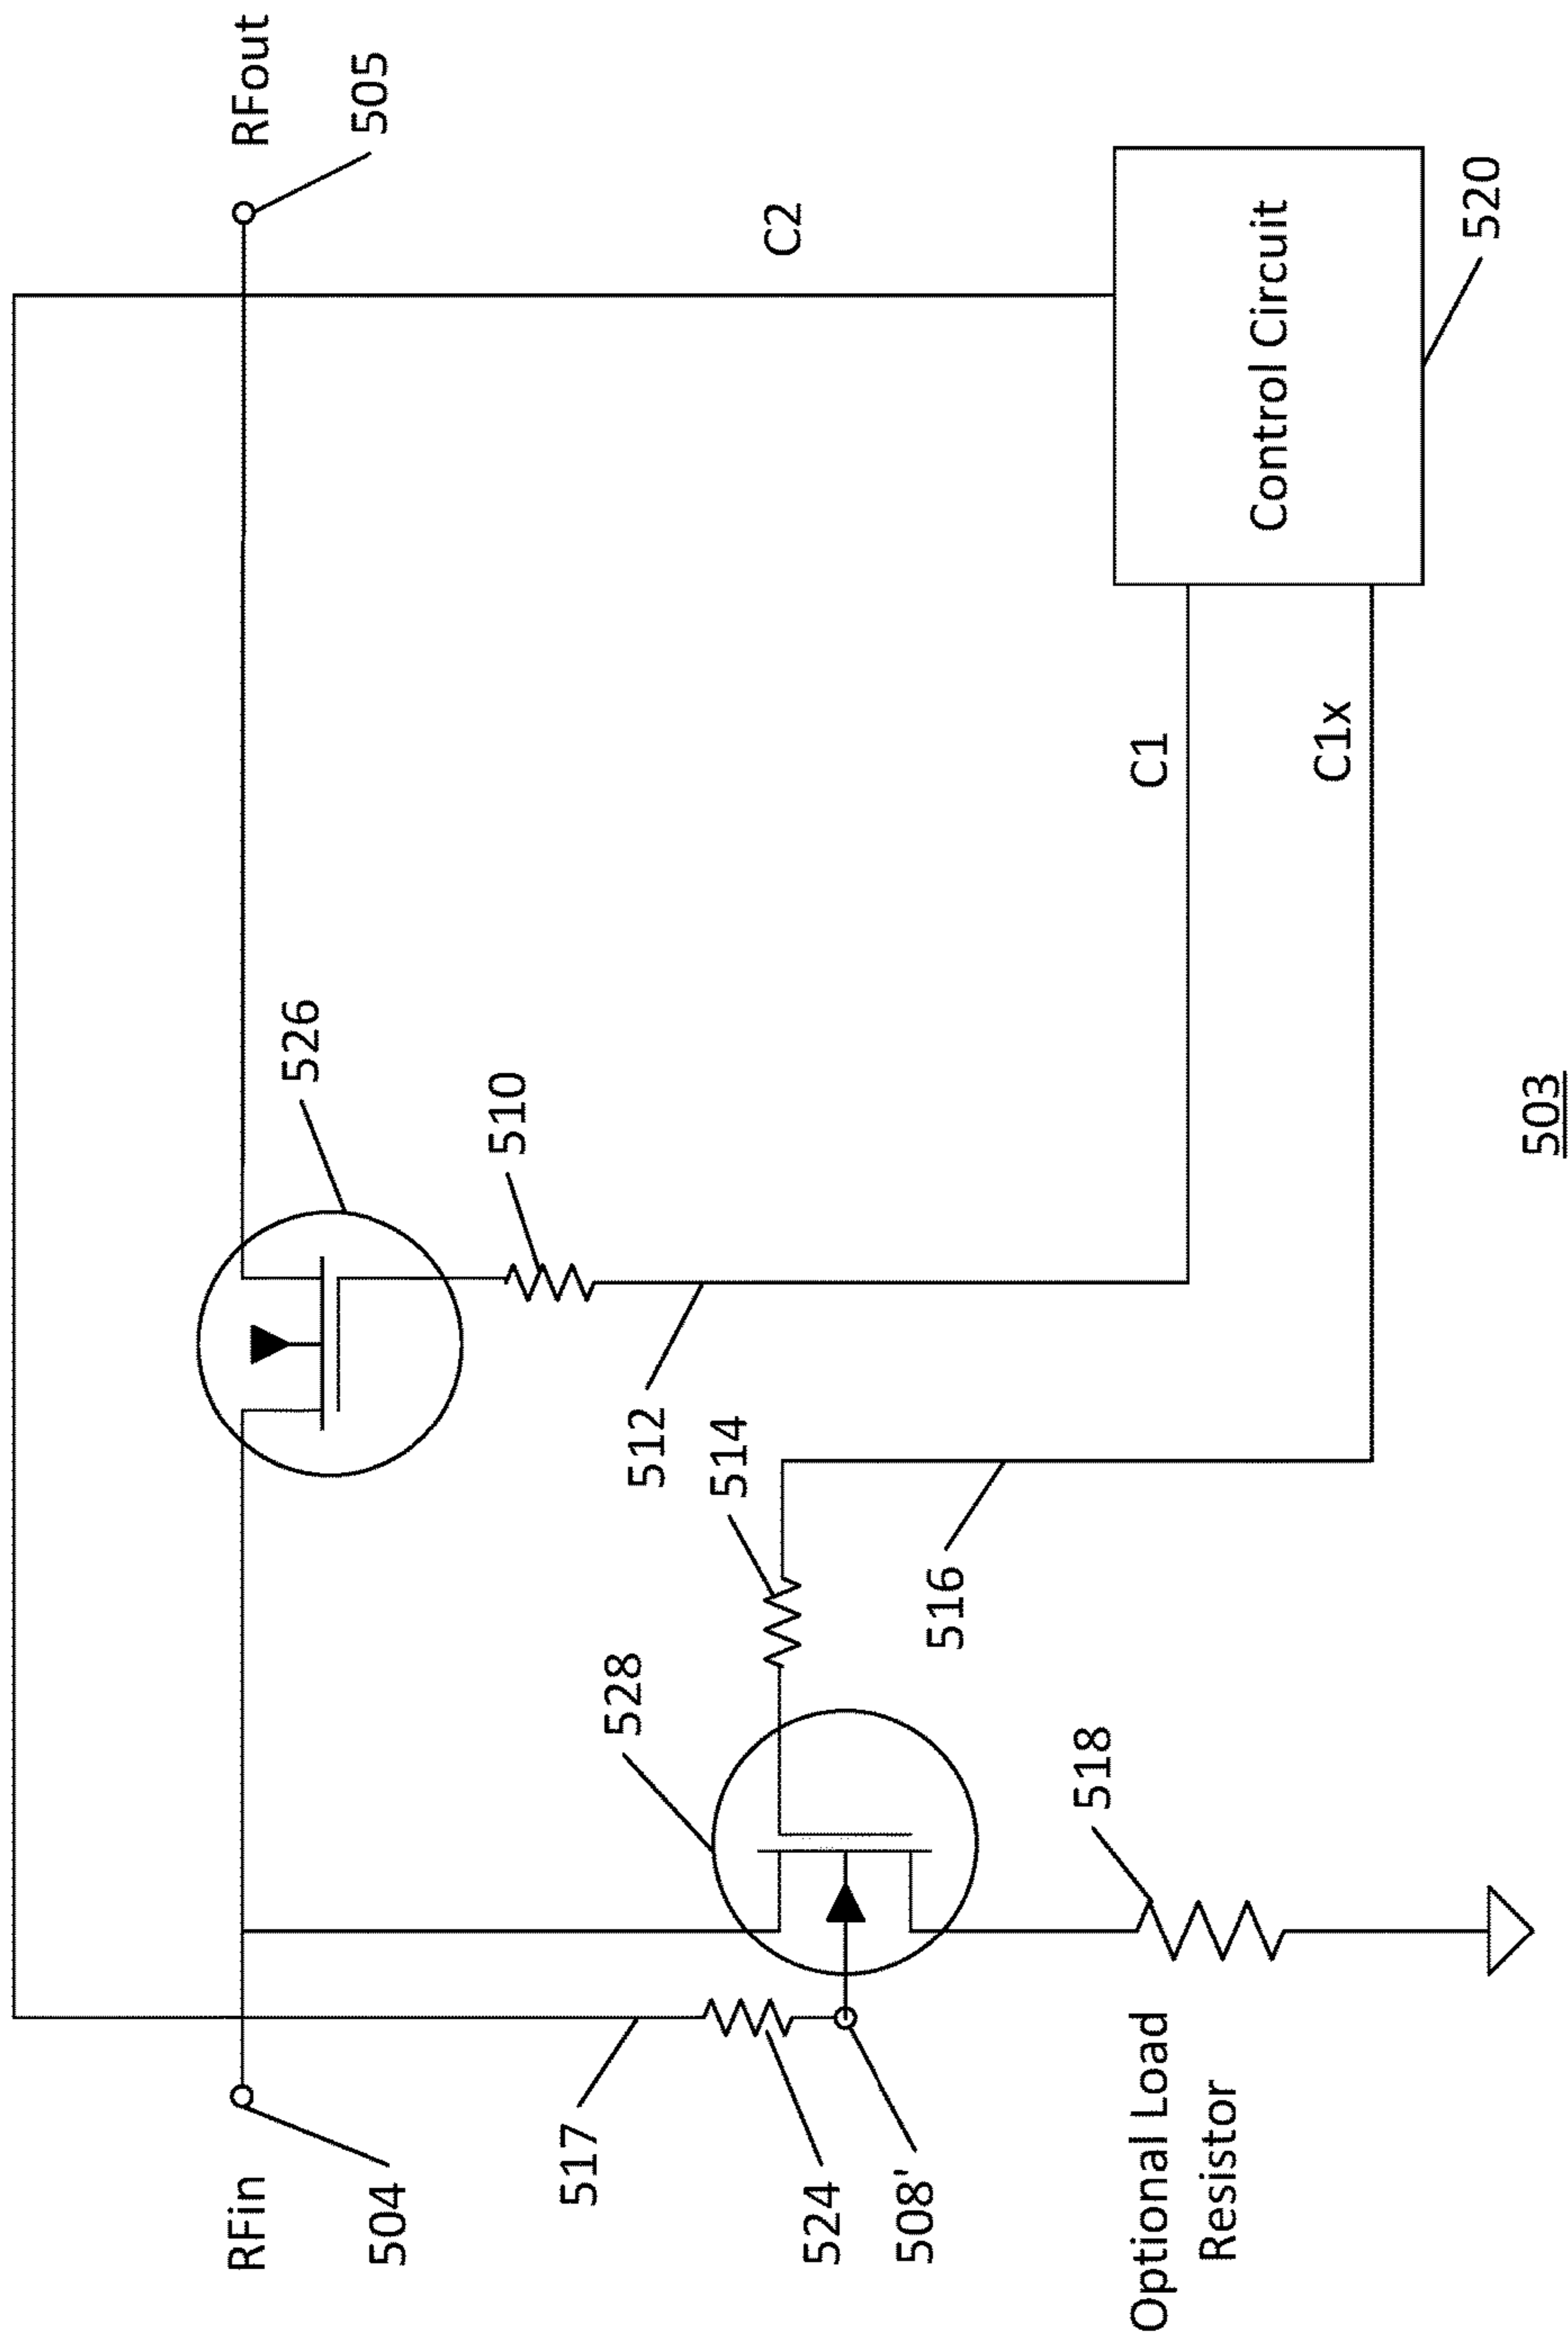 RFin
504
RFout
505
526
510
512
C2
517
524
508'
528
514
516
C1
C1x
Control Circuit
520
518
Optional Load
Resistor
503